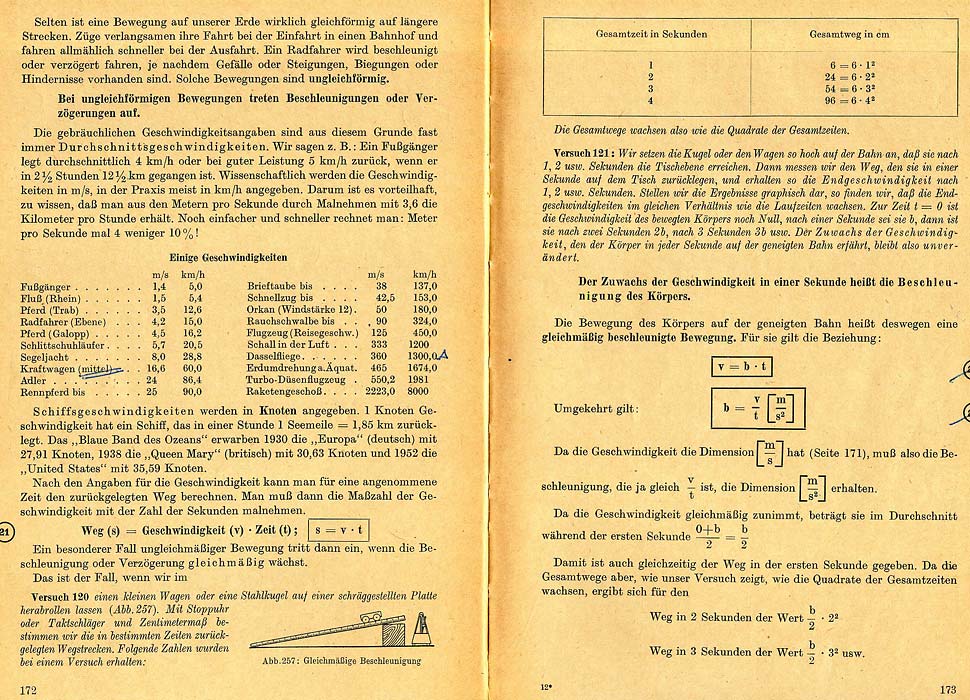 Selten ist eine Bewegung auf unserer Erde wirklich gleichförmig auf längere
Strecken. Züge verlangsamen ihre Fahrt bei der Einfahrt in einen Bahnhof und
fahren allmählich schneller bei der Ausfahrt. Ein Radfahrer wird beschleunigt
oder verzögert fahren, je nachdem Gefälle oder Steigungen, Biegungen oder
Hindernisse vorhanden sind. Solche Bewegungen sind ungleichförmig.
Bei ungleichförmigen Bewegungen treten Beschleunigungen oder Ver-
zögerungen auf.
Die gebräuchlichen Geschwindigkeitsangaben sind aus diesem Grunde fast
immer Durchschnittsgeschwindigkeiten. Wir sagen z. B.: Ein Fußgänger
legt durchschnittlich 4 km/h oder bei guter Leistung 5 km/h zurück, wenn er
in 2 ½ Stunden 12 ½ km gegangen ist. Wissenschaftlich werden die Geschwindig-
keiten in m/s, in der Praxis meist in km/h angegeben. Darum ist es vorteilhaft,
zu wissen, daß man aus den Metern pro Sekunde durch Malnehmen mit 3,6 die
Kilometer pro Stunde erhält. Noch einfacher und schneller rechnet man: Meter
pro Sekunde mal 4 weniger 10 %!
Einige Geschwindigkeiten
m/s km/h m/s km/h
Fußgänger . . . . . . . 1,4 5,0 Brieftaube bis . . . . 38 137,0
Fluß (Rhein) . . . . . . 1,5 5,4 Schnellzug bis . . . . 42,5 153,0
Pferd (Trab) . . . . . . 3,5 12,6 Orkan (Windstärke 12). 50 180,0
Radfahrer (Ebene) . . . 4,2 15,0 Rauchschwalbe bis . . . 90 324,0
Pferd (Galopp) . . . . 4,5 16,2 Flugzeug (Reisegeschw.) 125 450,0
Schlittschuhläufer . . . . 5,7 20,5 Schall in der Luft . . . 333 1200
Segeljacht . . . . . . 8,0 28,8 Dasselfliege . . . . . . 360 1300,0
Kraftwagen (mittel) . . . 16,6 60,0 Erdumdrehung a. Äquat. 465 1674,0
Adler . . . . . . . . . 24 86,4 Turbo-Düsenflugzeug . 550,2 1981
Rennpferd bis . . . . . 25 90,0 Raketengeschoß . . . . 2223,0 8000
Schiffsgeschwindigkeiten werden in Knoten angegeben. 1 Knoten Ge-
schwindigkeit hat ein Schiff, das in einer Stunde 1 Seemeile = 1,85 km zurück-
legt. Das „Blaue Band des Ozeans“ erwarben 1930 die „Europa“ (deutsch) mit
27,91 Knoten, 1938 die „Queen Mary“ (britisch) mit 30,63 Knoten und 1952 die
„United States“ mit 35,59 Knoten.
Nach den Angaben für die Geschwindigkeit kann man für eine angenommene
Zeit den zurückgelegten Weg berechnen. Man muß dann die Maßzahl der Ge-
schwindigkeit mit der Zahl der Sekunden malnehmen.
21 Weg (s) = Geschwindigkeit (v) · Zeit (t); s = v · t
Ein besonderer Fall ungleichmäßiger Bewegung tritt dann ein, wenn die Be-
schleunigung oder Verzögerung gleichmäßig wächst.
Das ist der Fall, wenn wir im
Versuch 120 einen kleinen Wagen oder eine Stahlkugel auf einer schräggestellten Platte
herabrollen lassen (Abb. 257). Mit Stoppuhr
oder Taktschläger und Zentimetermaß be-
stimmen wir die in bestimmten Zeiten zurück-
gelegten Wegstrecken. Folgende Zahlen wurden
bei einem Versuch erhalten:
Abb. 257: Gleichmäßige Beschleunigung
172
Gesamtzeit in Sekunden Gesamtweg in cm
1 6 = 6 · 1²
2 24 = 6 · 2²
3 54 = 6 · 3²
4 96 = 6 · 4²
Die Gesamtwege wachsen also wie die Quadrate der Gesamtzeiten.
Versuch 121: Wir setzen die Kugel oder den Wagen so hoch auf der Bahn an, daß sie nach
1, 2 usw. Sekunden die Tischebene erreichen. Dann messen wir den Weg, den sie in einer
Sekunde auf dem Tisch zurücklegen, und erhalten so die Endgeschwindigkeit nach
1, 2 usw. Sekunden. Stellen wir die Ergebnisse graphisch dar, so finden wir, daß die End-
geschwindigkeiten im gleichen Verhältnis wie die Laufzeiten wachsen. Zur Zeit t = 0 ist
die Geschwindigkeit des bewegten Körpers noch Null, nach einer Sekunde sei sie b, dann ist
sie nach zwei Sekunden 2b, nach 3 Sekunden 3b usw. Der Zuwachs der Geschwindig-
keit, den der Körper in jeder Sekunde auf der geneigten Bahn erfährt, bleibt also unver-
ändert.
Der Zuwachs der Geschwindigkeit in einer Sekunde heißt die Beschleu-
nigung des Körpers.
Die Bewegung des Körpers auf der geneigten Bahn heißt deswegen eine
gleichmäßig beschleunigte Bewegung. Für sie gilt die Beziehung:
v = b · t
Umgekehrt gilt: b = v/t [m/s²]
Da die Geschwindigkeit die Dimension [m/s] hat (Seite 171), muß also die Be-
schleunigung, die ja gleich v/t ist, die Dimension [m/s²] erhalten.
Da die Geschwindigkeit gleichmäßig zunimmt, beträgt sie im Durchschnitt
während der ersten Sekunde (0+b)/2 = b/2
Damit ist auch gleichzeitig der Weg in der ersten Sekunde gegeben. Da die
Gesamtwege aber, wie unser Versuch zeigt, wie die Quadrate der Gesamtzeiten
wachsen, ergibt sich für den
Weg in 2 Sekunden der Wert b/2 · 2²
Weg in 3 Sekunden der Wert b/2 · 3² usw.
12*
173